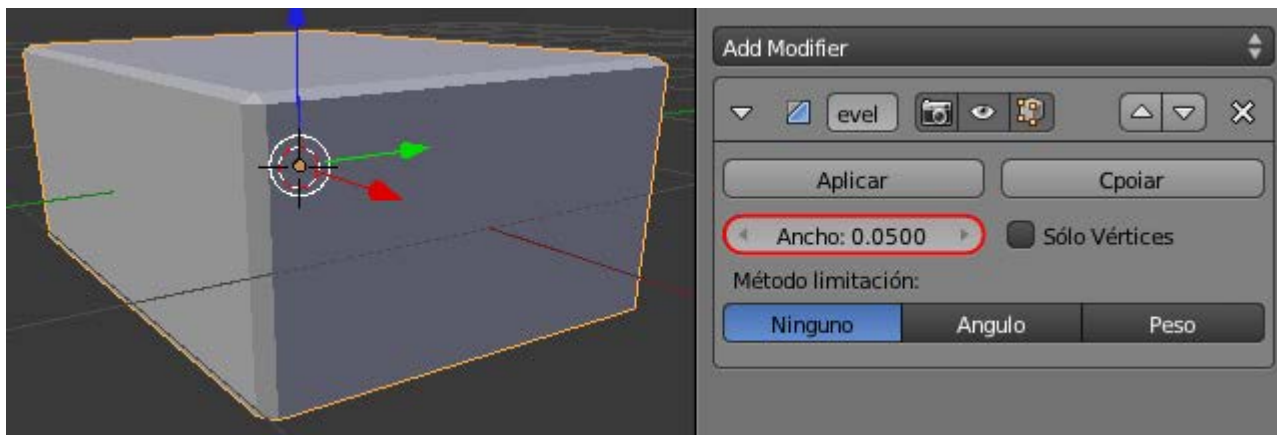 Add Modifier
evel
Aplicar Cpoiar
Ancho: 0.0500 Sólo Vértices
Método limitación:
Ninguno Angulo Peso